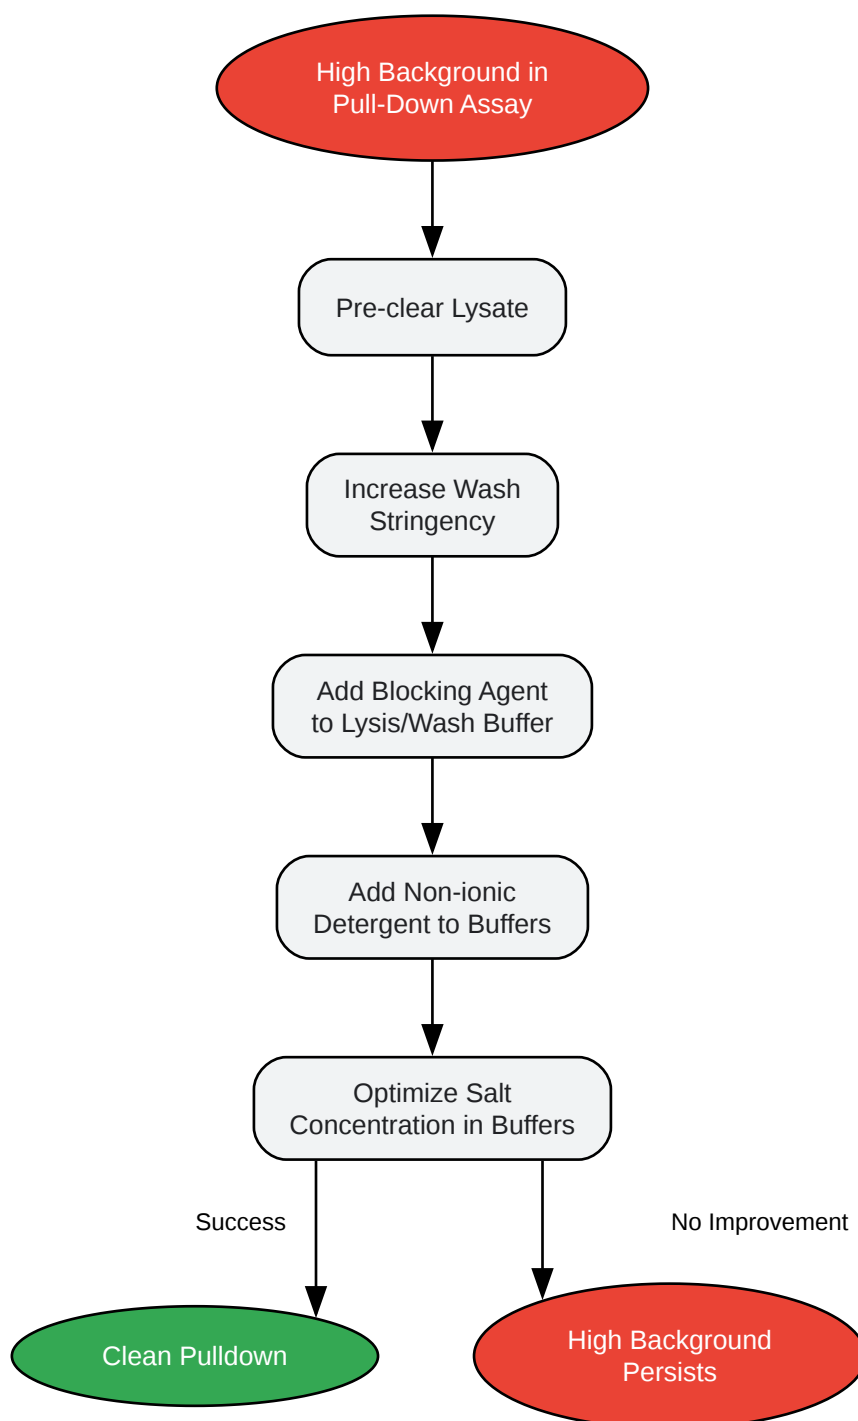 High Background in
Pull-Down Assay
Pre-clear Lysate
Increase Wash
Stringency
Add Blocking Agent
to Lysis/Wash Buffer
Add Non-ionic
Detergent to Buffers
Optimize Salt
Concentration in Buffers
Success
No Improvement
Clean Pulldown
High Background
Persists